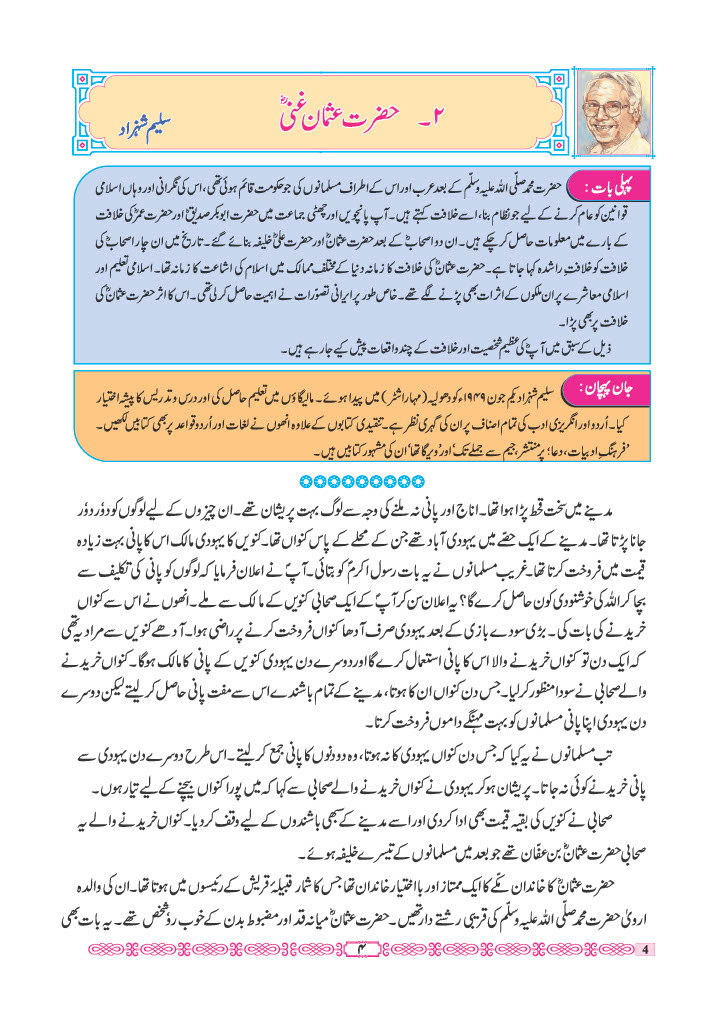 ۲۔ حضرت عثمان غنیؓ
سلیم شہزاد
پہلی بات :
حضرت محمد صلّی اللہ علیہ وسلّم کے بعد عرب اور اس کے اطراف مسلمانوں کی جو حکومت قائم ہوئی تھی، اس کی نگرانی اور وہاں اسلامی
قوانین کو عام کرنے کے لیے جو نظام بنا، اسے خلافت کہتے ہیں۔ آپ پانچویں اور چھٹی جماعت میں حضرت ابوبکر صدیقؓ اور حضرت عمرؓ کی خلافت
کے بارے میں معلومات حاصل کر چکے ہیں۔ ان دو اصحابؓ کے بعد حضرت عثمانؓ اور حضرت علیؓ خلیفہ بنائے گئے۔ تاریخ میں ان چار اصحابؓ کی
خلافت کو خلافتِ راشدہ کہا جاتا ہے۔ حضرت عثمانؓ کی خلافت کا زمانہ دنیا کے مختلف ممالک میں اسلام کی اشاعت کا زمانہ تھا۔ اسلامی تعلیم اور
اسلامی معاشرے پر ان ملکوں کے اثرات بھی پڑنے لگے تھے۔ خاص طور پر ایرانی تصوّرات نے اہمیت حاصل کر لی تھی۔ اس کا اثر حضرت عثمانؓ کی
خلافت پر بھی پڑا۔
ذیل کے سبق میں آپؓ کی عظیم شخصیت اور خلافت کے چند واقعات پیش کیے جا رہے ہیں۔
جان پہچان :
سلیم شہزاد یکم جون ۱۹۴۹ء کو دھولیہ (مہاراشٹر) میں پیدا ہوئے۔ مالیگاؤں میں تعلیم حاصل کی اور درس و تدریس کا پیشہ اختیار
کیا۔ اُردو اور انگریزی ادب کی تمام اصناف پر ان کی گہری نظر ہے۔ تنقیدی کتابوں کے علاوہ انھوں نے لغات اور اُردو قواعد پر بھی کتابیں لکھیں۔
’فرہنگِ ادبیات، دعا؛ پر منتشر، جیم سے جملے تک‘ اور ’ویرگاتھا‘ ان کی مشہور کتابیں ہیں۔
مدینے میں سخت قحط پڑا ہوا تھا۔ اناج اور پانی نہ ملنے کی وجہ سے لوگ بہت پریشان تھے۔ ان چیزوں کے لیے لوگوں کو دوٗر دوٗر
جانا پڑتا تھا۔ مدینے کے ایک حصّے میں یہودی آباد تھے جن کے محلے کے پاس کنواں تھا۔ کنویں کا یہودی مالک اس کا پانی بہت زیادہ
قیمت میں فروخت کرتا تھا۔ غریب مسلمانوں نے یہ بات رسول اکرمؐ کو بتائی۔ آپؐ نے اعلان فرمایا کہ لوگوں کو پانی کی تکلیف سے
بچا کر اللہ کی خوشنودی کون حاصل کرے گا؟ یہ اعلان سن کر آپؐ کے ایک صحابی کنویں کے مالک سے ملے۔ انھوں نے اس سے کنواں
خریدنے کی بات کی۔ بڑی سودے بازی کے بعد یہودی صرف آدھا کنواں فروخت کرنے پر راضی ہوا۔ آدھے کنویں سے مراد یہ تھی
کہ ایک دن تو کنواں خریدنے والا اس کا پانی استعمال کرے گا اور دوسرے دن یہودی کنویں کے پانی کا مالک ہوگا۔ کنواں خریدنے
والے صحابی نے سودا منظور کر لیا۔ جس دن کنواں ان کا ہوتا، مدینے کے تمام باشندے اس سے مفت پانی حاصل کر لیتے لیکن دوسرے
دن یہودی اپنا پانی مسلمانوں کو بہت مہنگے داموں فروخت کرتا۔
تب مسلمانوں نے یہ کیا کہ جس دن کنواں یہودی کا نہ ہوتا، وہ دو دنوں کا پانی جمع کر لیتے۔ اس طرح دوسرے دن یہودی سے
پانی خریدنے کوئی نہ جاتا۔ پریشان ہو کر یہودی نے کنواں خریدنے والے صحابی سے کہا کہ میں پورا کنواں بیچنے کے لیے تیار ہوں۔
صحابی نے کنویں کی بقیہ قیمت بھی ادا کر دی اور اسے مدینے کے سبھی باشندوں کے لیے وقف کر دیا۔ کنواں خریدنے والے یہ
صحابی حضرت عثمانؓ بن عفّان تھے جو بعد میں مسلمانوں کے تیسرے خلیفہ ہوئے۔
حضرت عثمانؓ کا خاندان مکّے کا ایک ممتاز اور با اختیار خاندان تھا جس کا شمار قبیلۂ قریش کے رئیسوں میں ہوتا تھا۔ ان کی والدہ
ارویٰ حضرت محمد صلّی اللہ علیہ وسلّم کی قریبی رشتے دار تھیں۔ حضرت عثمانؓ میانہ قد اور مضبوط بدن کے خوب روٗ شخص تھے۔ یہ بات بھی
۴
4